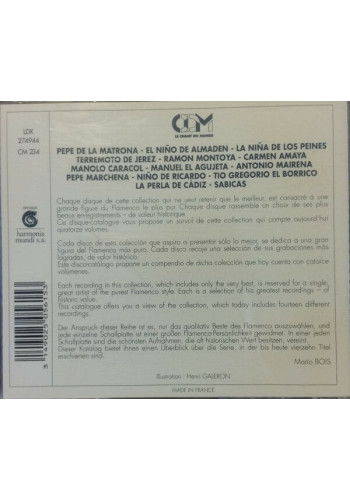 CDM
LE CHANT DU MONDE
LDX
274944
CM 254
PEPE DE LA MATRONA - EL NIÑO DE ALMADEN - LA NIÑA DE LOS PEINES
TERREMOTO DE JEREZ - RAMON MONTOYA - CARMEN AMAYA
MANOLO CARACOL - MANUEL EL AGUJETA - ANTONIO MAIRENA
PEPE MARCHENA - NIÑO DE RICARDO - TIO GREGORIO EL BORRICO
LA PERLA DE CÁDIZ - SABICAS
harmonia
mundi s.a.
Chaque disque de cette collection qui ne veut retenir que le meilleur, est consacré à une
grande figure du Flamenco le plus pur. Chaque disque rassemble un choix de ses plus
beaux enregistrements - de valeur historique.
Ce disque-catalogue vous propose un survol de cette collection qui compte aujourd'hui
quatorze volumes.
Cada disco de esta colección que aspira a presentar sólo lo mejor, se dedica a una gran
figura del Flamenco más puro. Cada disco recoge una selección de sus grabaciones más
logradas, de valor histórico.
Este disco-catálogo propone un compendio de dicha colección que hoy cuenta con catorce
volúmenes.
Each recording in this collection, which includes only the very best, is reserved for a single,
great artist of the Flamenco style. Each is a selection of his greatest recordings - of
historic value.
This catalogue offers you a view of the collection, which today includes fourteen different
recordings.
Der Anspruch dieser Reihe ist es, nur das qualitativ Beste des Flamenco auszuwählen, und
jede einzelne Schallplatte ist einer großen Flamenco-Persönlichkeit gewidmet. In einer
Schallplatte sind die schönsten Aufnahmen, die oft historischen Wert besitzen, vereint.
Dieser Katalog bietet Ihnen einen Überblick über die Serie, in der bis heute vierzehn Titel
erschienen sind.
Mario BOIS
Illustration : Henri GALERON
MADE IN FRANCE
3 149025 056153